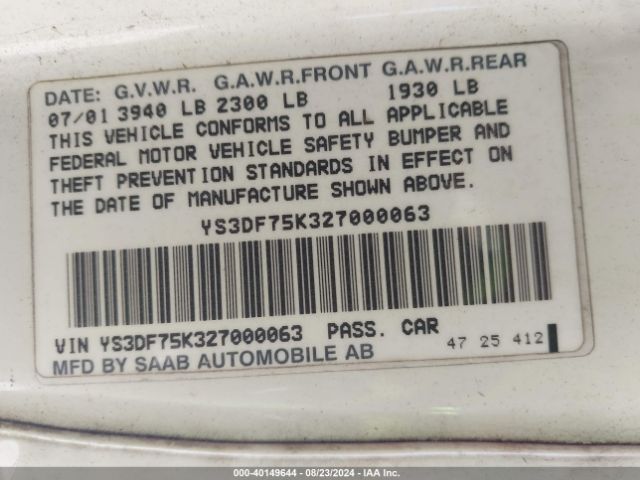 DATE: G.V.W.R. G.A.W.R.FRONT G.A.W.R.REAR
07/01 3940 LB 2300 LB 1930 LB
THIS VEHICLE CONFORMS TO ALL APPLICABLE
FEDERAL MOTOR VEHICLE SAFETY BUMPER AND
THEFT PREVENTION STANDARDS IN EFFECT ON
THE DATE OF MANUFACTURE SHOWN ABOVE.
YS3DF75K327000063
VIN YS3DF75K327000063 PASS. CAR
47 25 412
MFD BY SAAB AUTOMOBILE AB
000-40149644 - 08/23/2024 - IAA Inc.